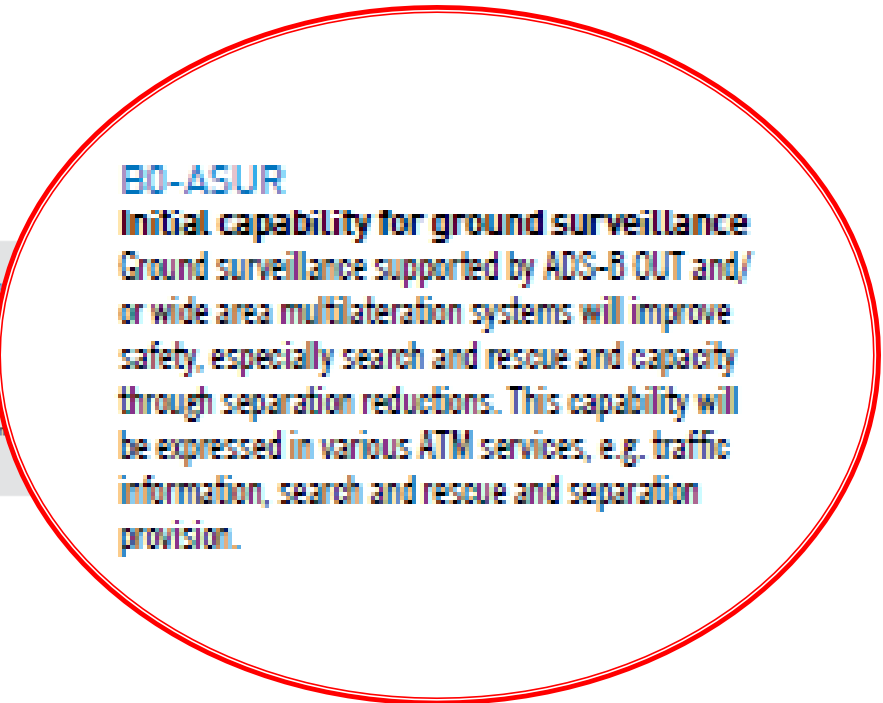 B0-ASUR
Initial capability for ground surveillance
Ground surveillance supported by ADS-B OUT and/
or wide area multilateration systems will improve
safety, especially search and rescue and capacity
through separation reductions. This capability will
be expressed in various ATM services, e.g. traffic
information, search and rescue and separation
provision.